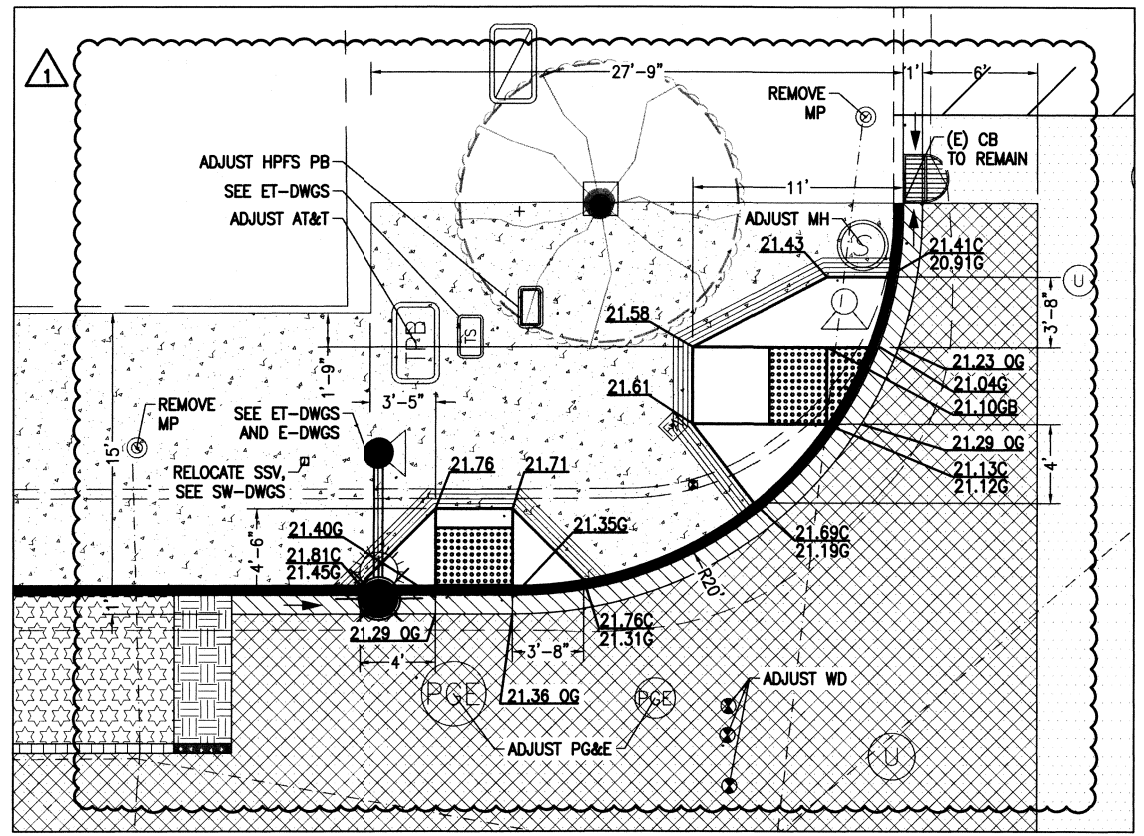 1
27'-9"
1'
6'
REMOVE
MP
(E) CB
TO REMAIN
ADJUST HPFS PB
SEE ET-DWGS
ADJUST AT&T
11'
ADJUST MH
S
21.43
21.41C
20.91G
U
3'-8"
21.58
TPB
TS
1'-9"
21.23 OG
21.04G
21.10GB
21.61
3'-5"
REMOVE
MP
SEE ET-DWGS
AND E-DWGS
21.29 OG
21.13C
21.12G
4'
15'
RELOCATE SSV,
SEE SW-DWGS
21.76
21.71
4'-6"
21.40G
21.35G
21.69C
21.19G
21.81C
21.45G
R20'
1'
21.29 OG
21.76C
21.31G
3'-8"
4'
PGE
21.36 OG
PGE
ADJUST WD
ADJUST PG&E
U